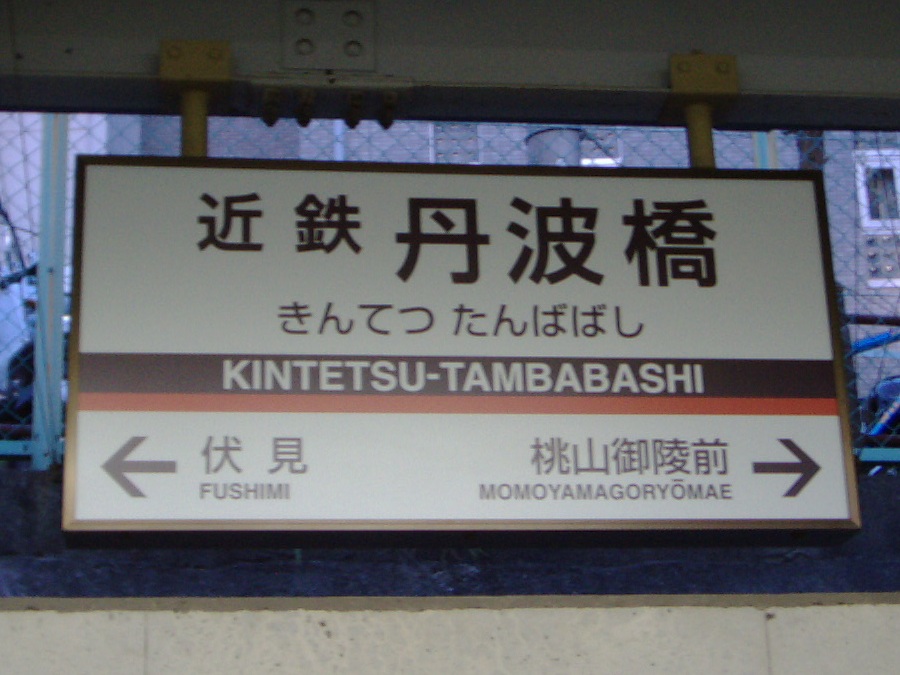 近鉄 丹波橋
きんてつ たんばばし
KINTETSU-TAMBABASHI
← 伏見 桃山御陵前 →
FUSHIMI MOMOYAMAGORYŌMAE